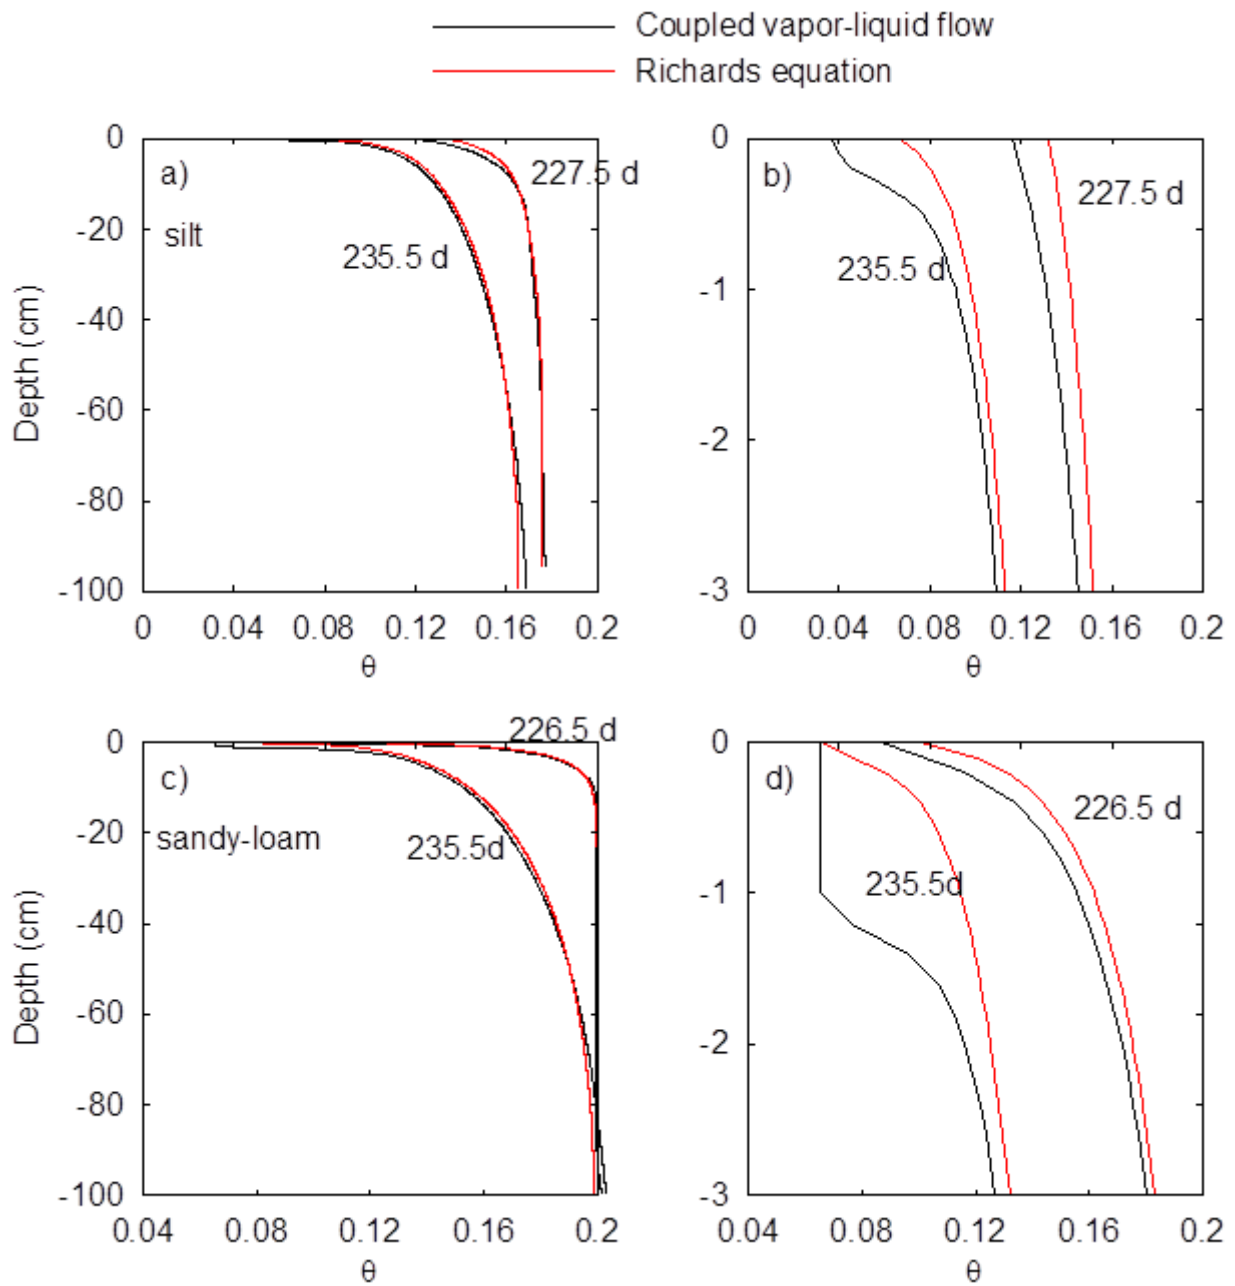 Coupled vapor-liquid flow
Richards equation
0
-20
-40
-60
-80
-100
Depth (cm)
a)
silt
227.5 d
235.5 d
0 0.04 0.08 0.12 0.16 0.2
θ
0
-1
-2
-3
b)
227.5 d
235.5 d
0 0.04 0.08 0.12 0.16 0.2
θ
0
-20
-40
-60
-80
-100
Depth (cm)
226.5 d
c)
sandy-loam
235.5d
0.04 0.08 0.12 0.16 0.2
θ
0
-1
-2
-3
d)
226.5 d
235.5d
0.04 0.08 0.12 0.16 0.2
θ